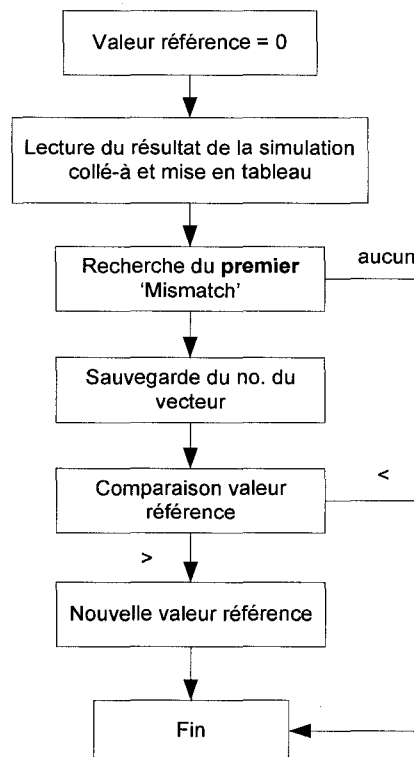 Valeur référence = 0
Lecture du résultat de la simulation
collé-à et mise en tableau
Recherche du premier
'Mismatch'
aucun
Sauvegarde du no. du
vecteur
Comparaison valeur
référence
<
>
Nouvelle valeur référence
Fin